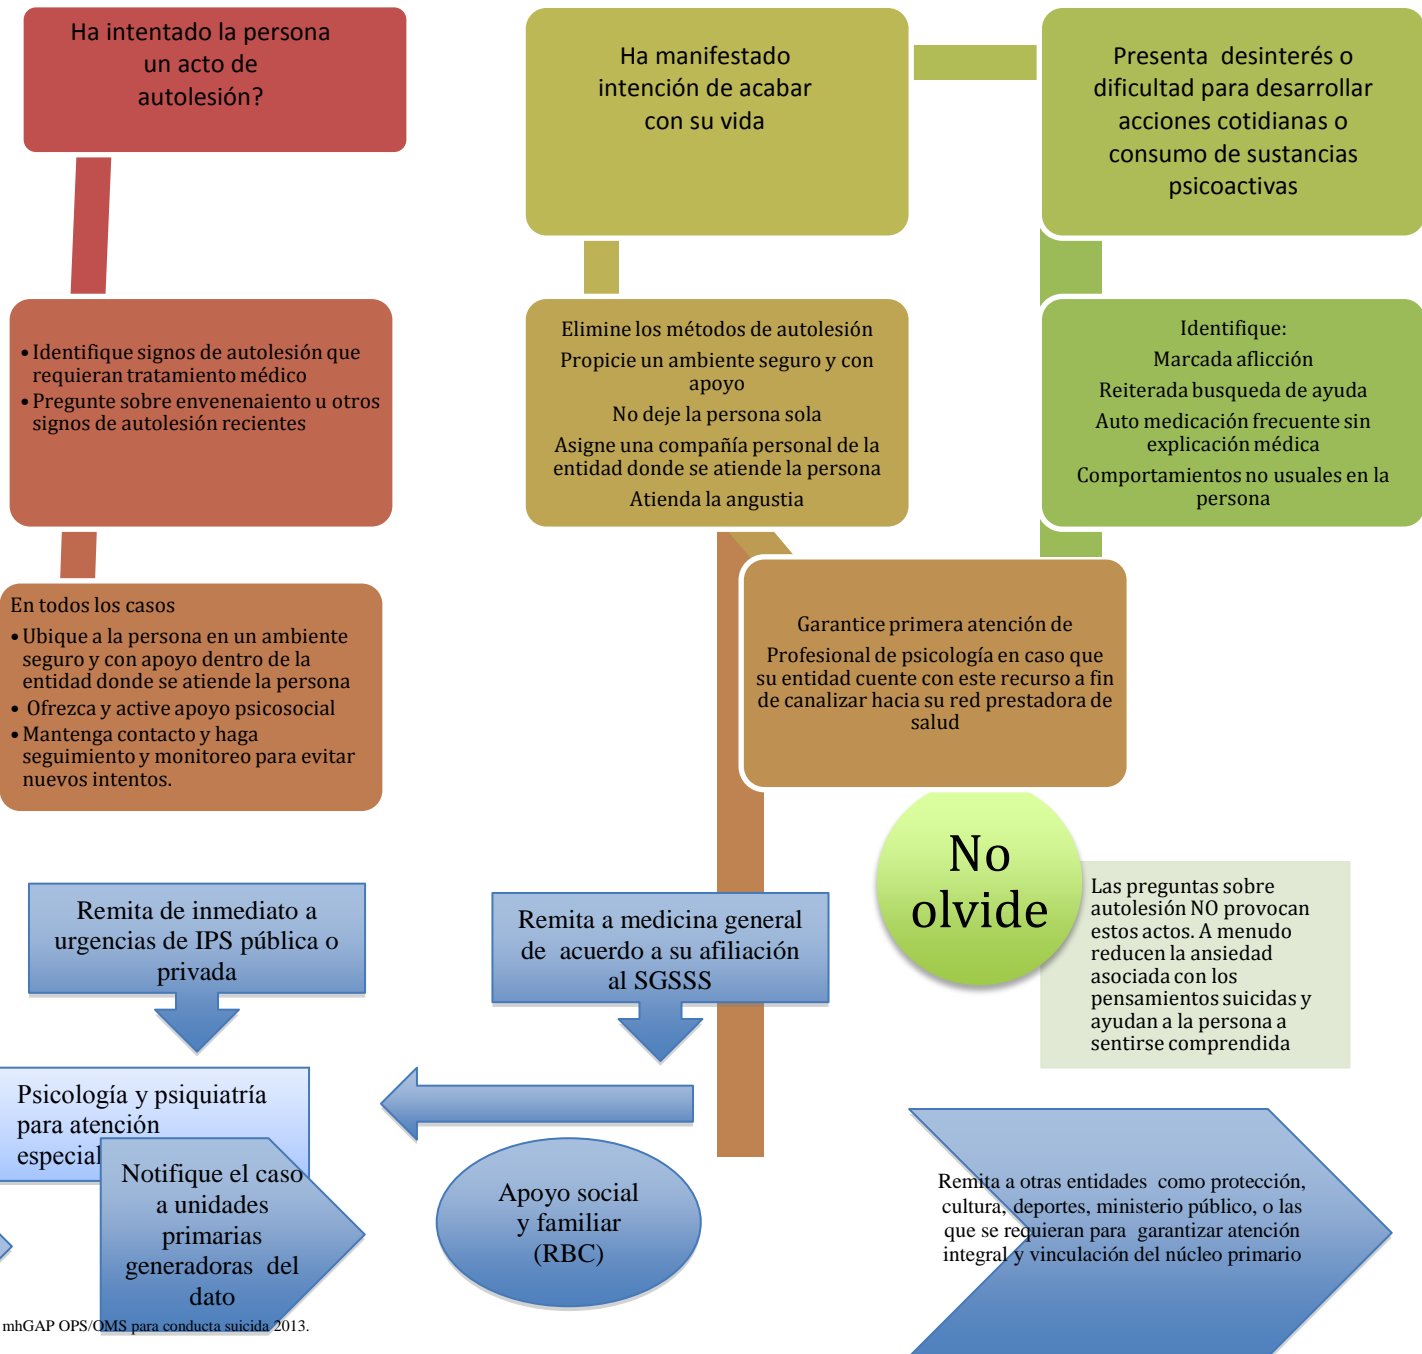 Ha intentado la persona
un acto de
autolesión?
Ha manifestado
intención de acabar
con su vida
Presenta desinterés o
dificultad para desarrollar
acciones cotidianas o
consumo de sustancias
psicoactivas
• Identifique signos de autolesión que
requieran tratamiento médico
• Pregunte sobre envenenaiento u otros
signos de autolesión recientes
Elimine los métodos de autolesión
Propicie un ambiente seguro y con
apoyo
No deje la persona sola
Asigne una compañía personal de la
entidad donde se atiende la persona
Atienda la angustia
Identifique:
Marcada aflicción
Reiterada busqueda de ayuda
Auto medicación frecuente sin
explicación médica
Comportamientos no usuales en la
persona
En todos los casos
• Ubique a la persona en un ambiente
seguro y con apoyo dentro de la
entidad donde se atiende la persona
• Ofrezca y active apoyo psicosocial
• Mantenga contacto y haga
seguimiento y monitoreo para evitar
nuevos intentos.
Garantice primera atención de
Profesional de psicología en caso que
su entidad cuente con este recurso a fin
de canalizar hacia su red prestadora de
salud
No
olvide
Las preguntas sobre
autolesión NO provocan
estos actos. A menudo
reducen la ansiedad
asociada con los
pensamientos suicidas y
ayudan a la persona a
sentirse comprendida
Remita de inmediato a
urgencias de IPS pública o
privada
Remita a medicina general
de acuerdo a su afiliación
al SGSSS
Psicología y psiquiatría
para atención
especial
Notifique el caso
a unidades
primarias
generadoras del
dato
Apoyo social
y familiar
(RBC)
Remita a otras entidades como protección,
cultura, deportes, ministerio público, o las
que se requieran para garantizar atención
integral y vinculación del núcleo primario
mhGAP OPS/OMS para conducta suicida 2013.